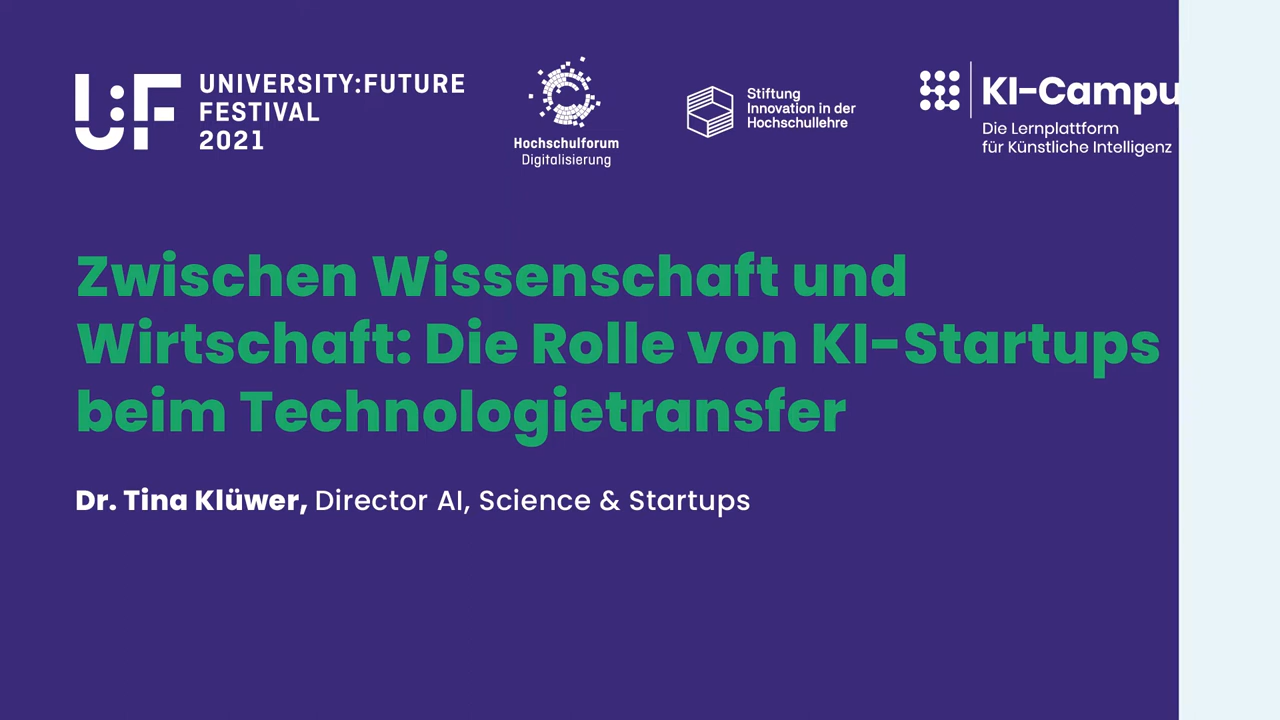 U:F
UNIVERSITY:FUTURE
FESTIVAL
2021
Hochschulforum
Digitalisierung
Stiftung
Innovation in der
Hochschullehre
KI-Campu
Die Lernplattform
für Künstliche Intelligenz
Zwischen Wissenschaft und
Wirtschaft: Die Rolle von KI-Startups
beim Technologietransfer
Dr. Tina Klüwer, Director AI, Science & Startups